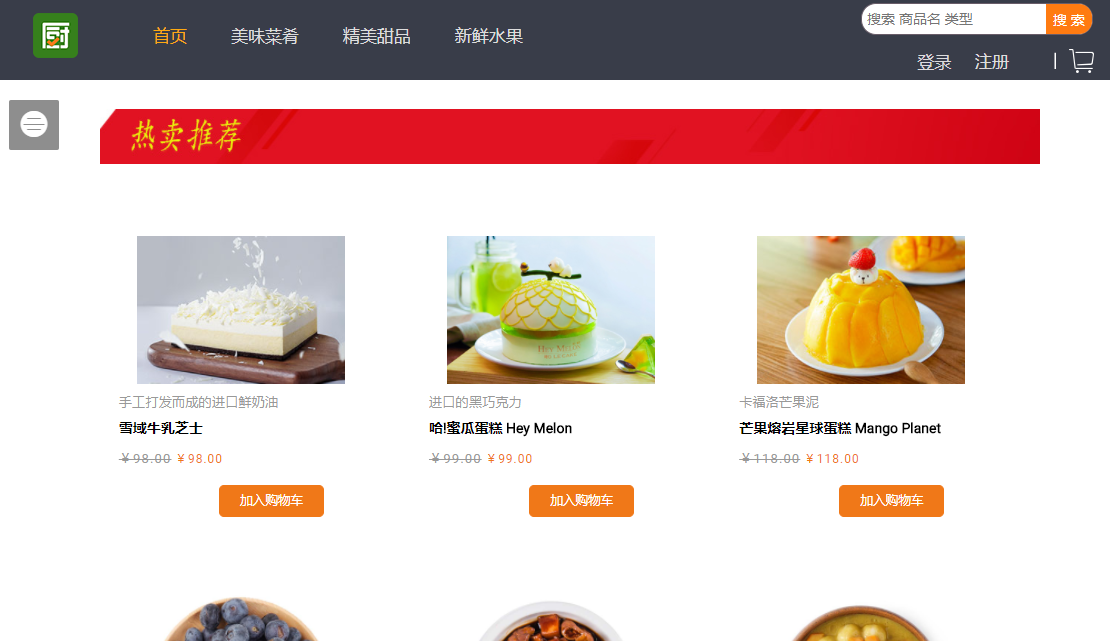 厨
首页 美味菜肴 精美甜品 新鲜水果
搜索 商品名 类型 搜 索
登录 注册
热卖推荐
Hey Melon
手工打发而成的进口鲜奶油
雪域牛乳芝士
￥98.00 ￥98.00
加入购物车
进口的黑巧克力
哈!蜜瓜蛋糕 Hey Melon
￥99.00 ￥99.00
加入购物车
卡福洛芒果泥
芒果熔岩星球蛋糕 Mango Planet
￥118.00 ￥118.00
加入购物车